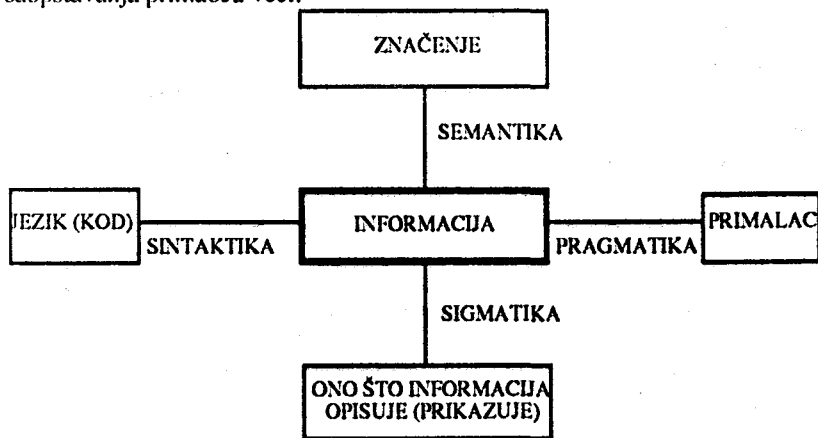 ZNAČENJE
SEMANTIKA
JEZIK (KOD)
SINTAKTIKA
INFORMACIJA
PRAGMATIKA
PRIMALAC
SIGMATIKA
ONO ŠTO INFORMACIJA
OPISUJE (PRIKAZUJE)